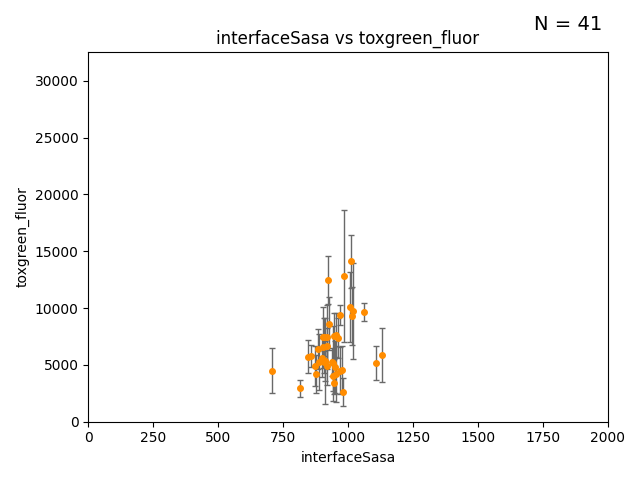 N = 41
interfaceSasa vs toxgreen_fluor
30000
25000
20000
15000
10000
5000
0
toxgreen_fluor
0 250 500 750 1000 1250 1500 1750 2000
interfaceSasa